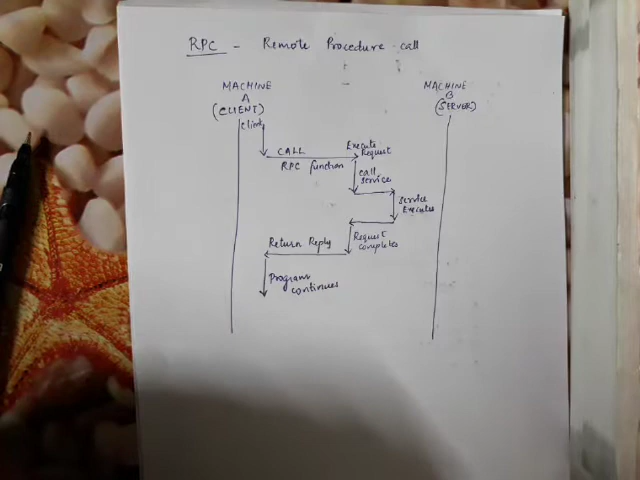 RPC - Remote Procedure call
MACHINE
A
(CLIENT)
MACHINE
B
(SERVER)
Client
CALL
RPC function
Execute
Request
call
service
Service
Executes
Request
completes
Return Reply
Program
continues